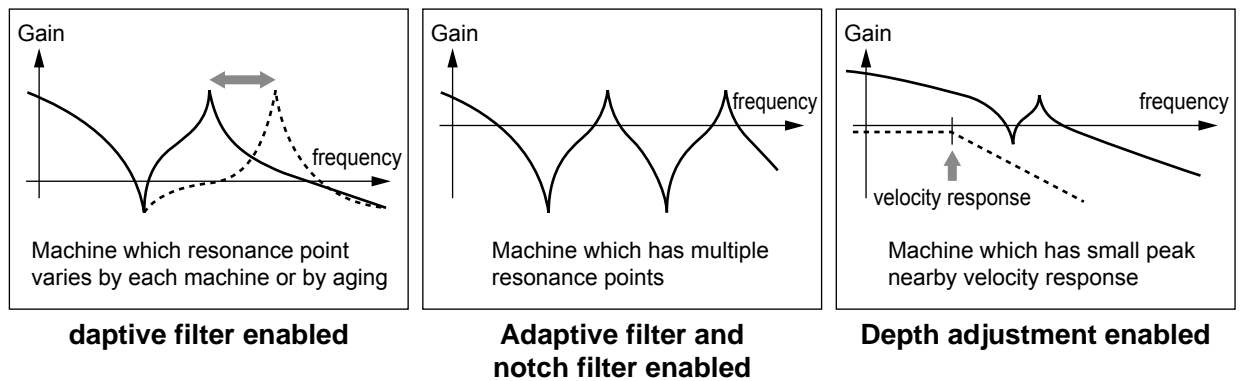 Gain
frequency
Machine which resonance point
varies by each machine or by aging
daptive filter enabled
Gain
frequency
Machine which has multiple
resonance points
Adaptive filter and
notch filter enabled
Gain
frequency
velocity response
Machine which has small peak
nearby velocity response
Depth adjustment enabled